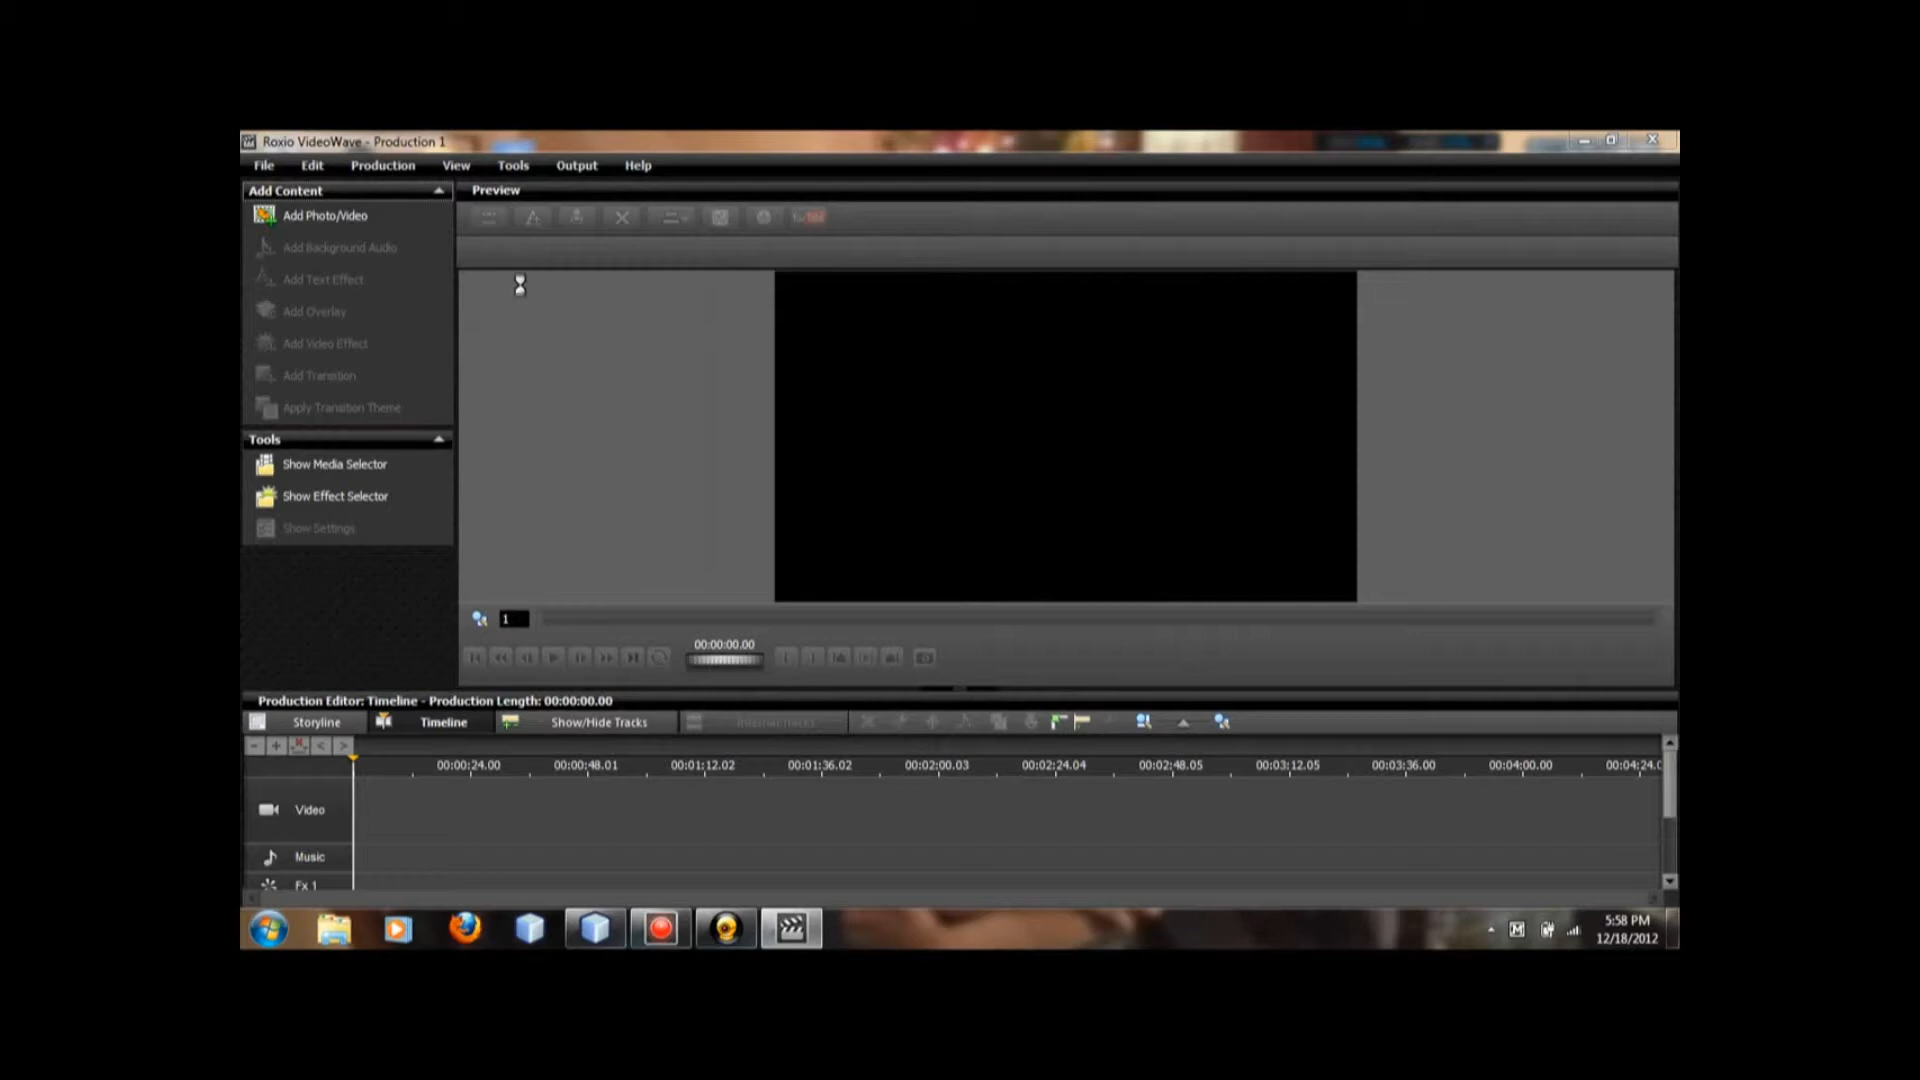 Roxio VideoWave - Production 1
File Edit Production View Tools Output Help
Add Content
Preview
Add Photo/Video
Add Background Audio
Add Text Effect
Add Overlay
Add Video Effect
Add Transition
Apply Transition Theme
Tools
Show Media Selector
Show Effect Selector
Show Settings
1
00:00:00.00
Production Editor: Timeline - Production Length: 00:00:00.00
Storyline Timeline Show/Hide Tracks
00:00:24.00 00:00:48.01 00:01:12.02 00:01:36.02 00:02:00.03 00:02:24.04 00:02:48.05 00:03:12.05 00:03:36.00 00:04:00.00 00:04:24.0
Video
Music
Fx 1
5:58 PM
12/18/2012